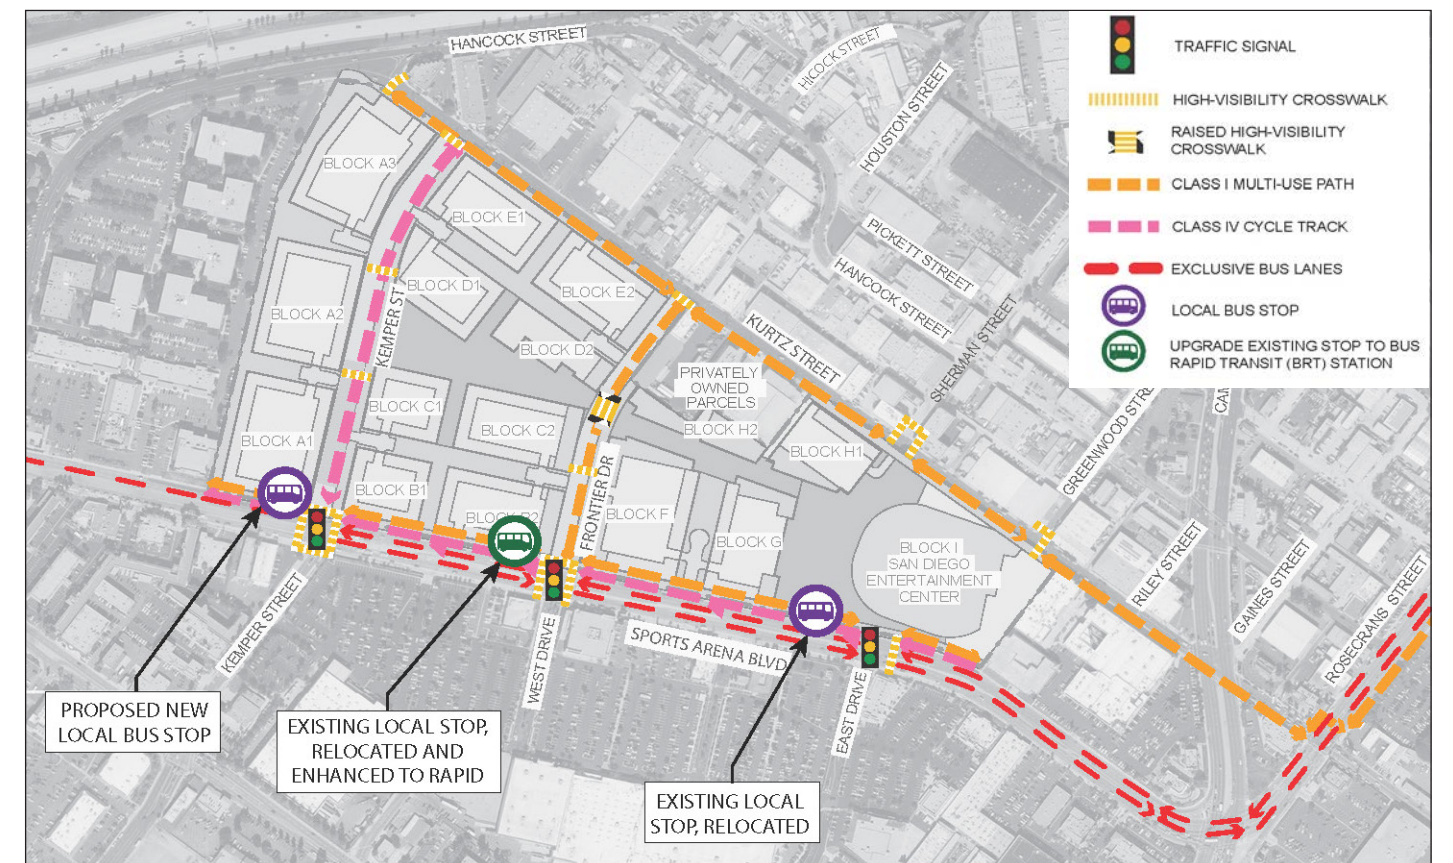 HANCOCK STREET
HICOCK STREET
HOUSTON STREET
TRAFFIC SIGNAL
HIGH-VISIBILITY CROSSWALK
RAISED HIGH-VISIBILITY
CROSSWALK
CLASS I MULTI-USE PATH
CLASS IV CYCLE TRACK
EXCLUSIVE BUS LANES
LOCAL BUS STOP
UPGRADE EXISTING STOP TO BUS
RAPID TRANSIT (BRT) STATION
BLOCK A3
BLOCK E1
PICKETT STREET
HANCOCK STREET
BLOCK D1
BLOCK E2
BLOCK A2
KEMPER ST
BLOCK D2
KURTZ STREET
SHERMAN STREET
PRIVATELY
OWNED
PARCELS
BLOCK C1
BLOCK C2
BLOCK H2
BLOCK H1
BLOCK A1
BLOCK B1
BLOCK B2
FRONTIER DR
BLOCK F
BLOCK G
BLOCK I
SAN DIEGO
ENTERTAINMENT
CENTER
RILEY STREET
GAINES STREET
ROSECRANS STREET
KEMPER STREET
WEST DRIVE
SPORTS ARENA BLVD
EAST DRIVE
PROPOSED NEW
LOCAL BUS STOP
EXISTING LOCAL STOP,
RELOCATED AND
ENHANCED TO RAPID
EXISTING LOCAL
STOP, RELOCATED